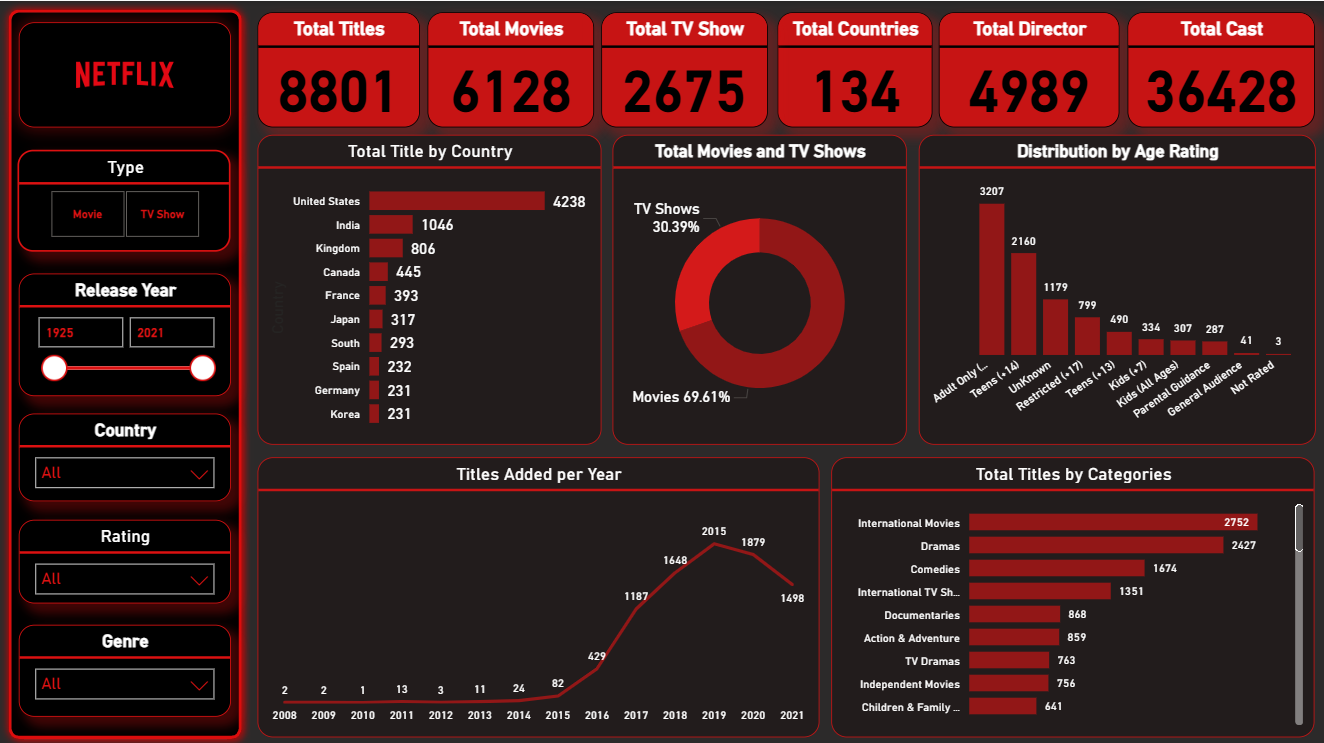 NETFLIX
Type
Movie
TV Show
Release Year
1925
2021
Country
All
Rating
All
Genre
All
Total Titles
8801
Total Movies
6128
Total TV Show
2675
Total Countries
134
Total Director
4989
Total Cast
36428
Total Title by Country
Country
United States 4238
India 1046
Kingdom 806
Canada 445
France 393
Japan 317
South 293
Spain 232
Germany 231
Korea 231
Total Movies and TV Shows
TV Shows
30.39%
Movies 69.61%
Distribution by Age Rating
3207
2160
1179
799
490
334
307
287
41
3
Adult Only (...
Teens (+14)
UnKnown
Restricted (+17)
Teens (+13)
Kids (+7)
Kids (All Ages)
Parental Guidance
General Audience
Not Rated
Titles Added per Year
2 2 1 13 3 11 24 82 429 1187 1648 2015 1879 1498
2008 2009 2010 2011 2012 2013 2014 2015 2016 2017 2018 2019 2020 2021
Total Titles by Categories
International Movies 2752
Dramas 2427
Comedies 1674
International TV Sh... 1351
Documentaries 868
Action & Adventure 859
TV Dramas 763
Independent Movies 756
Children & Family ... 641